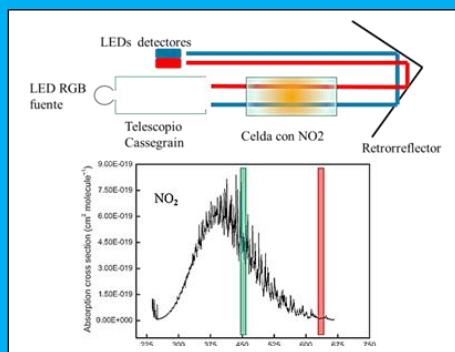 LEDs detectores
LED RGB
fuente
Telescopio
Cassegrain
Celda con NO2
Retrorreflector
9.00E-019
7.50E-019
6.00E-019
4.50E-019
3.00E-019
1.50E-019
0.00E+000
NO2
Absorption cross section (cm2 molecule-1)
225 300 375 450 525 600 675 750